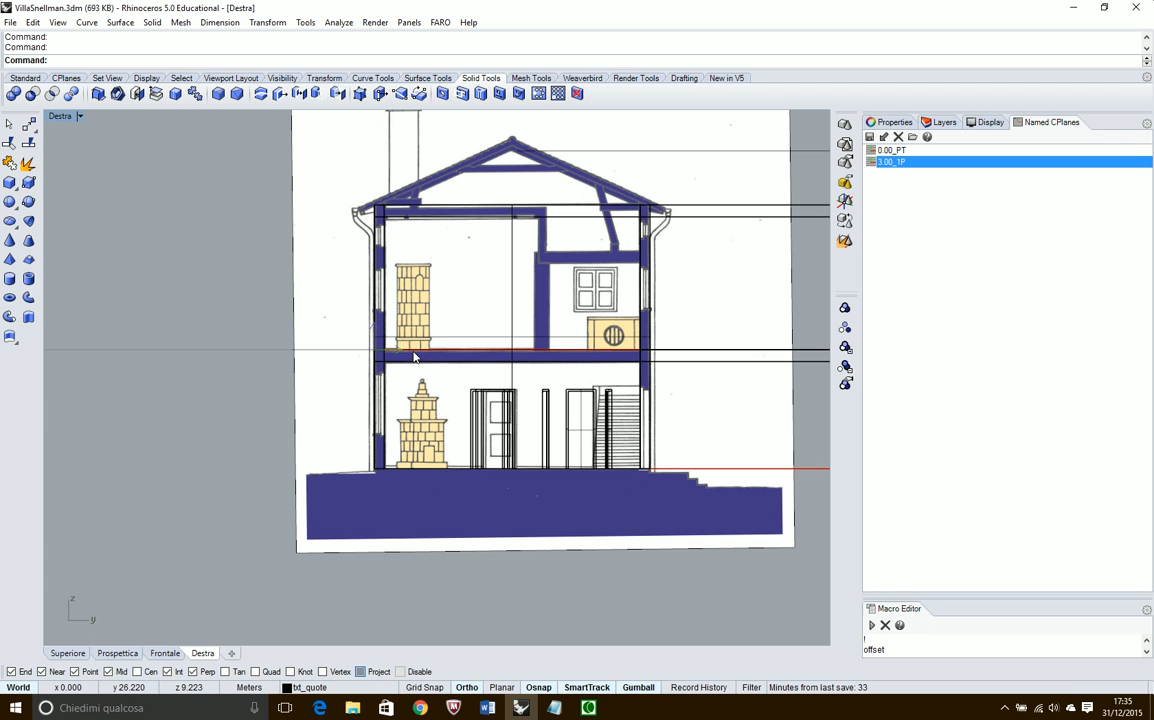 VillaSnellman.3dm (693 KB) - Rhinoceros 5.0 Educational - [Destra]
File Edit View Curve Surface Solid Mesh Dimension Transform Tools Analyze Render Panels FARO Help
Command:
Command:
Command:
Standard CPlanes Set View Display Select Viewport Layout Visibility Transform Curve Tools Surface Tools Solid Tools Mesh Tools Weaverbird Render Tools Drafting New in V5
Destra
Properties Layers Display Named CPlanes
0.00_PT
3.00_1P
z
y
Macro Editor
!
offset
Superiore Prospettica Frontale Destra
End Near Point Mid Cen Int Perp Tan Quad Knot Vertex Project Disable
World x 0.000 y 26.220 z 9.223 Meters txt_quote Grid Snap Ortho Planar Osnap SmartTrack Gumball Record History Filter Minutes from last save: 33
Chiedimi qualcosa
17:35
31/12/2015